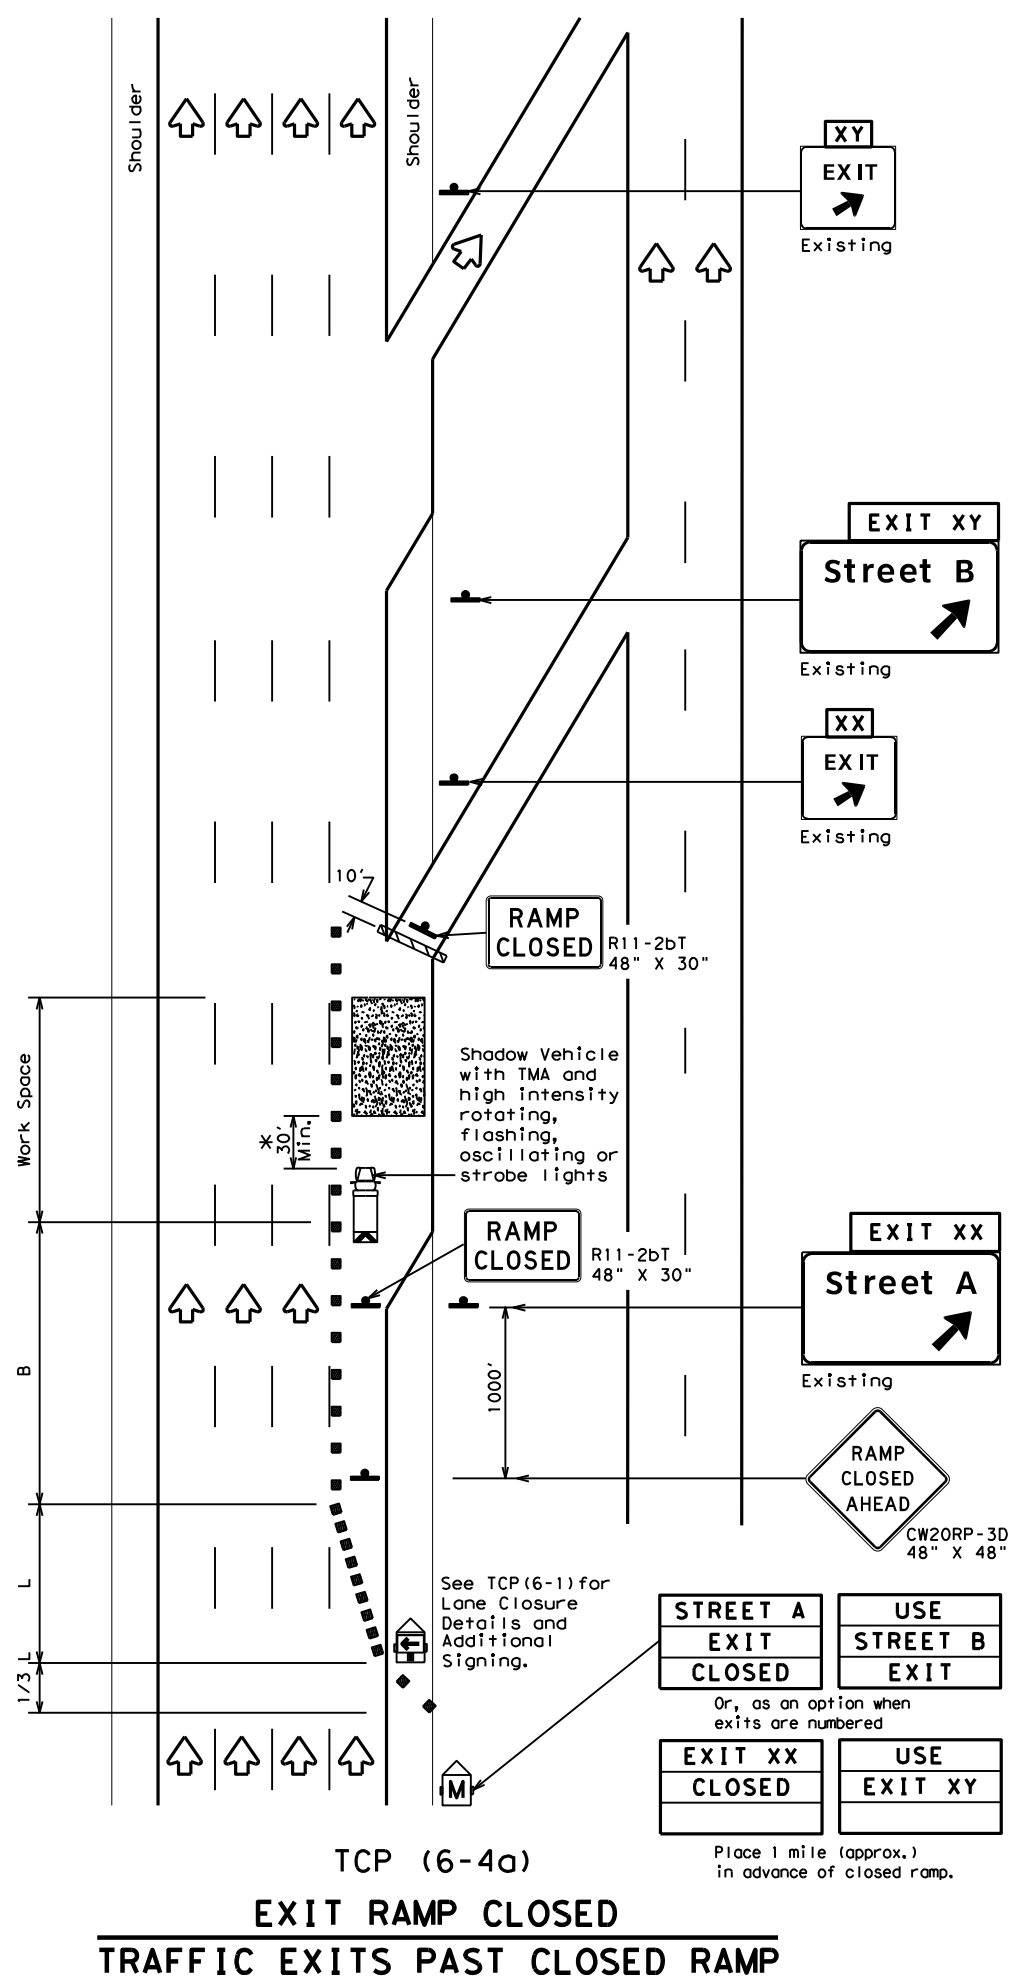 Shoulder
Shoulder
XY
EXIT
Existing
EXIT XY
Street B
Existing
XX
EXIT
Existing
10'
RAMP
CLOSED
R11-2bT
48" X 30"
Work Space
*
30'
Min.
Shadow Vehicle
with TMA and
high intensity
rotating,
flashing,
oscillating or
strobe lights
RAMP
CLOSED
R11-2bT
48" X 30"
EXIT XX
Street A
Existing
B
1000'
RAMP
CLOSED
AHEAD
CW20RP-3D
48" X 48"
L
See TCP(6-1)for
Lane Closure
Details and
Additional
Signing.
1/3 L
STREET A
EXIT
CLOSED
USE
STREET B
EXIT
Or, as an option when
exits are numbered
EXIT XX
CLOSED
USE
EXIT XY
M
Place 1 mile (approx.)
in advance of closed ramp.
TCP (6-4a)
EXIT RAMP CLOSED
TRAFFIC EXITS PAST CLOSED RAMP